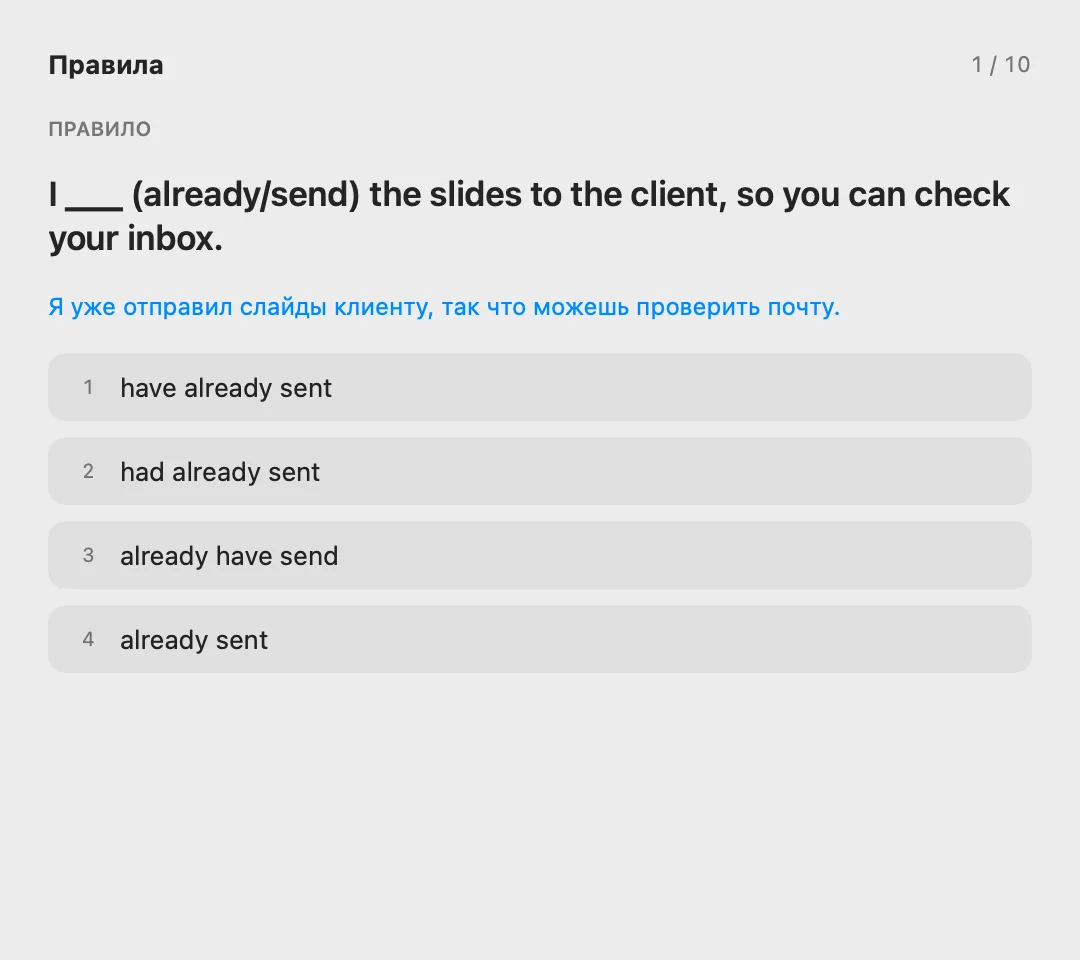 Правила
1 / 10
ПРАВИЛО
I ___ (already/send) the slides to the client, so you can check
your inbox.
Я уже отправил слайды клиенту, так что можешь проверить почту.
1 have already sent
2 had already sent
3 already have send
4 already sent